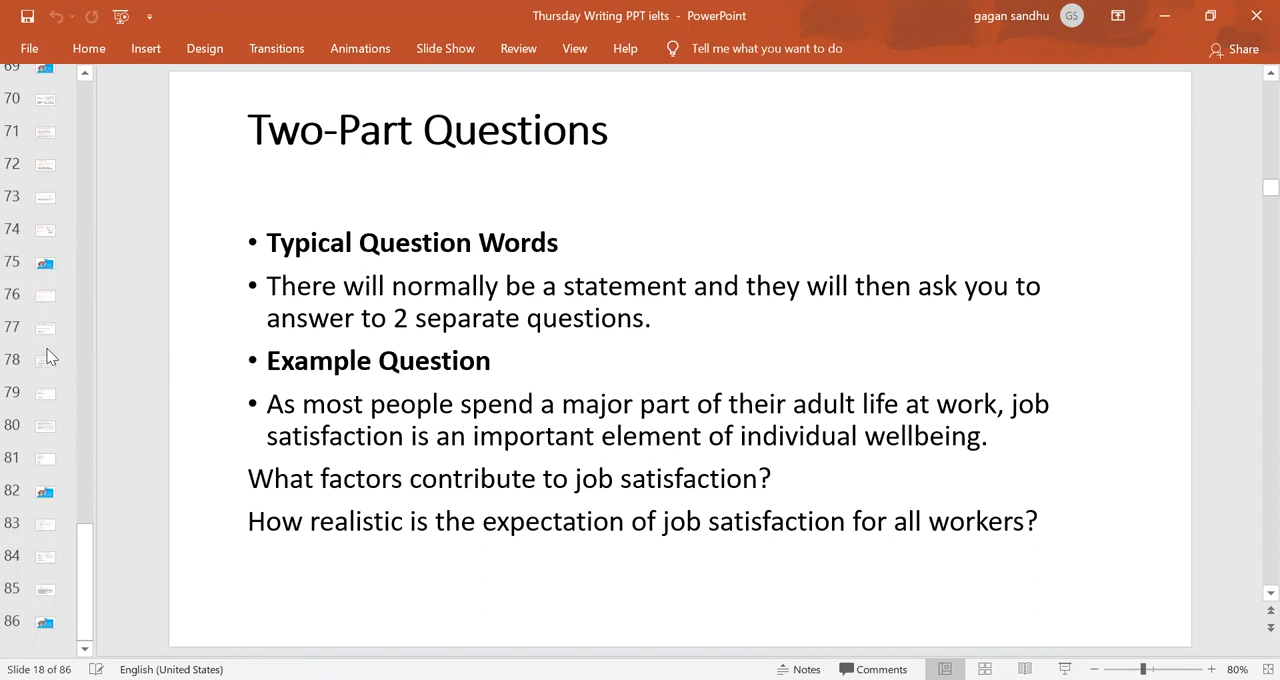 Thursday Writing PPT ielts - PowerPoint
gagan sandhu GS
File Home Insert Design Transitions Animations Slide Show Review View Help Tell me what you want to do Share
69
70
71
72
73
74
75
76
77
78
79
80
81
82
83
84
85
86
Two-Part Questions
• Typical Question Words
• There will normally be a statement and they will then ask you to
answer to 2 separate questions.
• Example Question
• As most people spend a major part of their adult life at work, job
satisfaction is an important element of individual wellbeing.
What factors contribute to job satisfaction?
How realistic is the expectation of job satisfaction for all workers?
Slide 18 of 86 English (United States) Notes Comments 80%